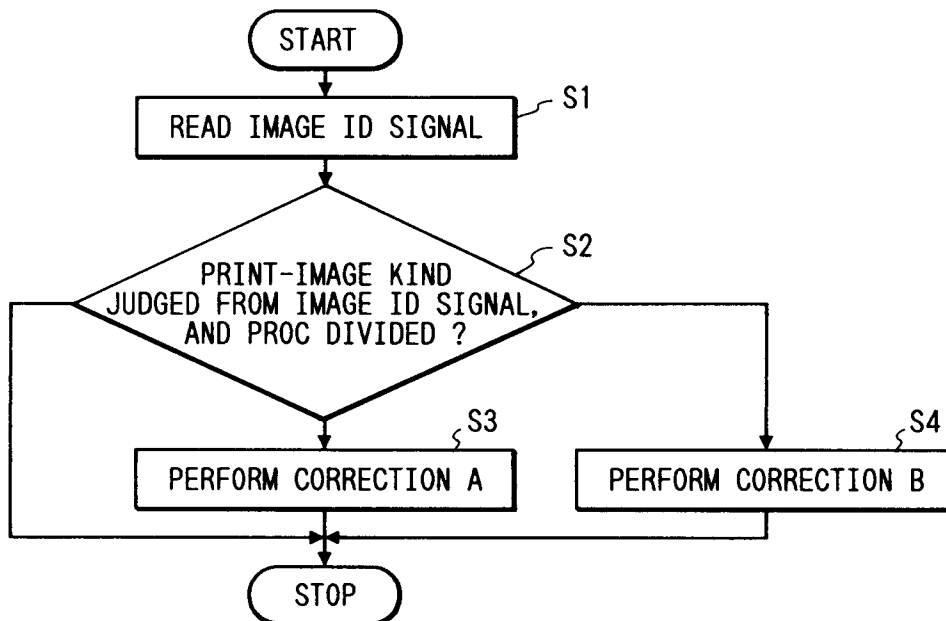 START
S1
READ IMAGE ID SIGNAL
S2
PRINT-IMAGE KIND
JUDGED FROM IMAGE ID SIGNAL,
AND PROC DIVIDED ?
S3
PERFORM CORRECTION A
S4
PERFORM CORRECTION B
STOP